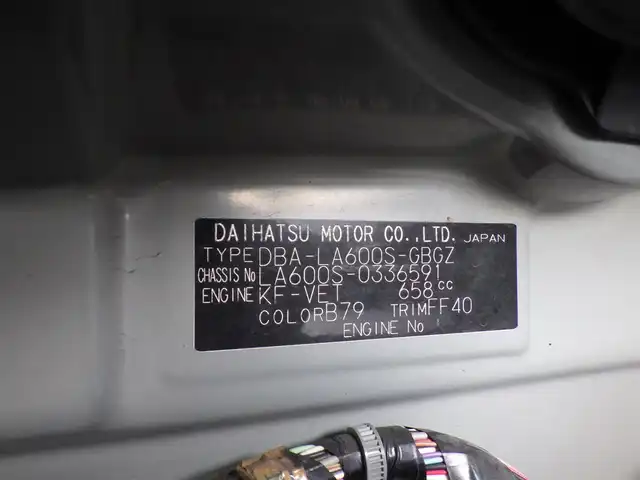 DAIHATSU MOTOR CO.,LTD. JAPAN
TYPE DBA-LA600S-GBGZ
CHASSIS No LA600S-0336591
ENGINE KF-VET 658cc
COLOR B79 TRIM FF40
ENGINE No